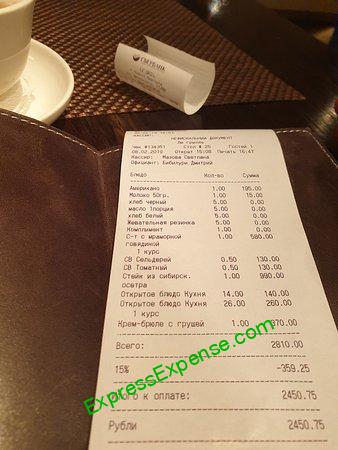 СБЕРБАНК
НЕФИСКАЛЬНЫЙ ДОКУМЕНТ
Ли гриль
Чек #134351 Стол # 25 Гостей 1
08.02.2019 Открыт 15:08 Печать 16:41
Кассир: Мазова Светлана
Официант: Бибилури Дмитрий
Блюдо Кол-во Сумма
Американо 1.00 195.00
Молоко 50гр. 1.00 15.00
хлеб черный 5.00 0.00
масло 1порция 5.00 0.00
хлеб белый 5.00 0.00
Жевательная резинка 5.00 0.00
Комплимент 1.00 0.00
С-т с мраморной 1.00 580.00
говядиной
1 курс
СВ Сельдерей 0.50 130.00
СВ Томатный 0.50 130.00
Стейк из сибирск. 1.00 990.00
осетра
Открытое блюдо Кухня 14.00 140.00
Открытое блюдо Кухня 26.00 260.00
1 курс
Крем-брюле с грушей 1.00 370.00
Всего: 2810.00
15% -359.25
Итого к оплате: 2450.75
Рубли 2450.75
ExpressExpense.com